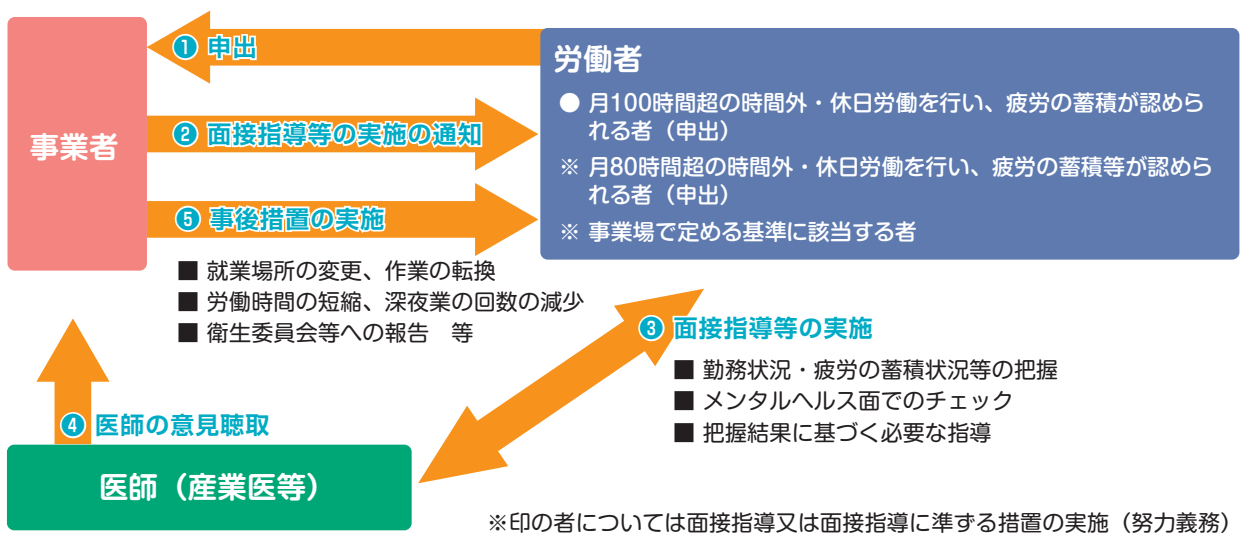 ❶ 申出
事業者
❷ 面接指導等の実施の通知
❺ 事後措置の実施
■ 就業場所の変更、作業の転換
■ 労働時間の短縮、深夜業の回数の減少
■ 衛生委員会等への報告　等
労働者
● 月100時間超の時間外・休日労働を行い、疲労の蓄積が認めら
れる者（申出）
※ 月80時間超の時間外・休日労働を行い、疲労の蓄積等が認めら
れる者（申出）
※ 事業場で定める基準に該当する者
❸ 面接指導等の実施
■ 勤務状況・疲労の蓄積状況等の把握
■ メンタルヘルス面でのチェック
■ 把握結果に基づく必要な指導
❹ 医師の意見聴取
医師（産業医等）
※印の者については面接指導又は面接指導に準ずる措置の実施（努力義務）